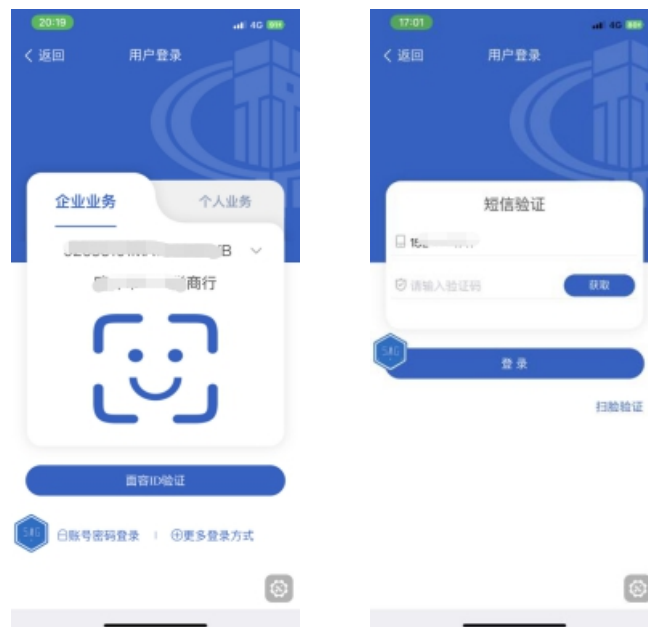 20:19
4G
返回
用户登录
企业业务
个人业务
B
商行
面容ID验证
账号密码登录
更多登录方式
17:01
4G
返回
用户登录
短信验证
请输入验证码
获取
登录
扫脸验证